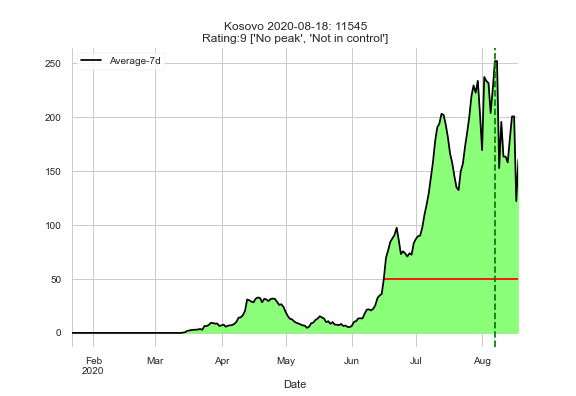 Kosovo 2020-08-18: 11545
Rating:9 ['No peak', 'Not in control']
Average-7d
250
200
150
100
50
0
Feb
2020
Mar
Apr
May
Jun
Jul
Aug
Date